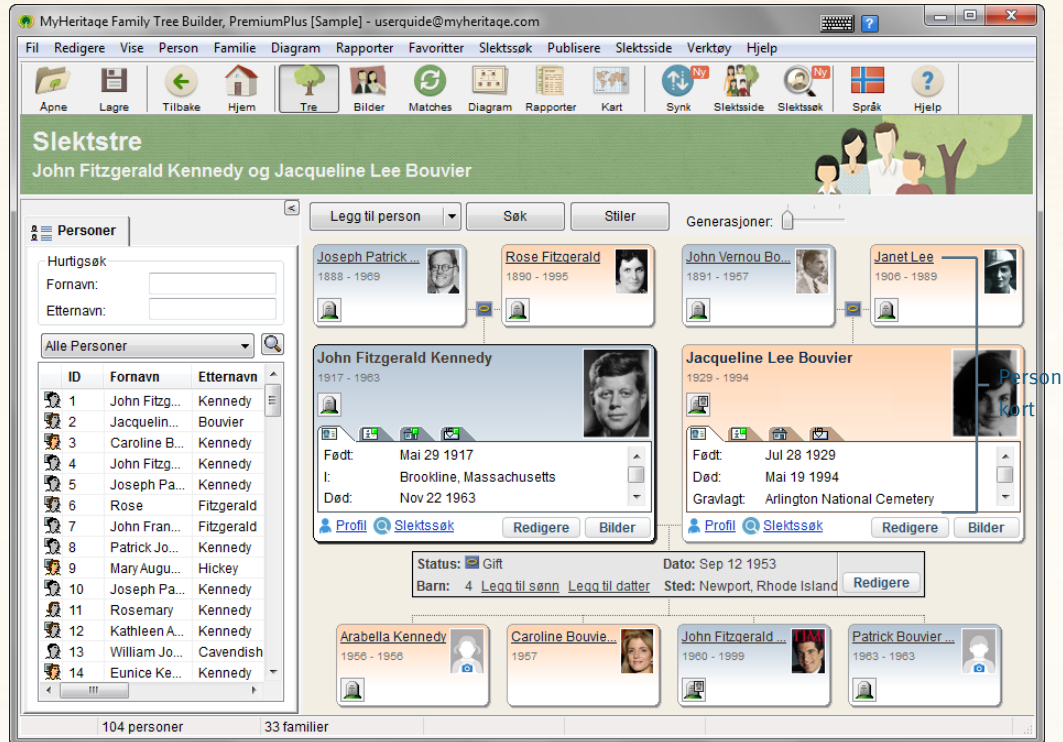 MyHeritage Family Tree Builder, PremiumPlus [Sample] - userguide@myheritage.com
Fil Redigere Vise Person Familie Diagram Rapporter Favoritter Slektssøk Publisere Slektsside Verktøy Hjelp
Ny Ny
Åpne Lagre Tilbake Hjem Tre Bilder Matches Diagram Rapporter Kart Synk Slektsside Slektssøk Språk Hjelp
Slektstre
John Fitzgerald Kennedy og Jacqueline Lee Bouvier
Personer
Hurtigsøk
Fornavn:
Etternavn:
Alle Personer
ID Fornavn Etternavn
1 John Fitzg... Kennedy
2 Jacquelin... Bouvier
3 Caroline B... Kennedy
4 John Fitzg... Kennedy
5 Joseph Pa... Kennedy
6 Rose Fitzgerald
7 John Fran... Fitzgerald
8 Patrick Jo... Kennedy
9 Mary Augu... Hickey
10 Joseph Pa... Kennedy
11 Rosemary Kennedy
12 Kathleen A... Kennedy
13 William Jo... Cavendish
14 Eunice Ke... Kennedy
Legg til person Søk Stiler Generasjoner:
Joseph Patrick ...
1888 - 1969
Rose Fitzgerald
1890 - 1995
John Vernou Bo...
1891 - 1957
Janet Lee
1906 - 1989
John Fitzgerald Kennedy
1917 - 1963
Født: Mai 29 1917
I: Brookline, Massachusetts
Død: Nov 22 1963
Profil Slektssøk Redigere Bilder
Jacqueline Lee Bouvier
1929 - 1994
Født: Jul 28 1929
Død: Mai 19 1994
Gravlagt: Arlington National Cemetery
Profil Slektssøk Redigere Bilder
Person
kort
Status: Gift Dato: Sep 12 1953
Barn: 4 Legg til sønn Legg til datter Sted: Newport, Rhode Island
Redigere
Arabella Kennedy
1956 - 1956
Caroline Bouvie...
1957
John Fitzgerald ...
1960 - 1999
TIM
Patrick Bouvier ...
1963 - 1963
104 personer 33 familier